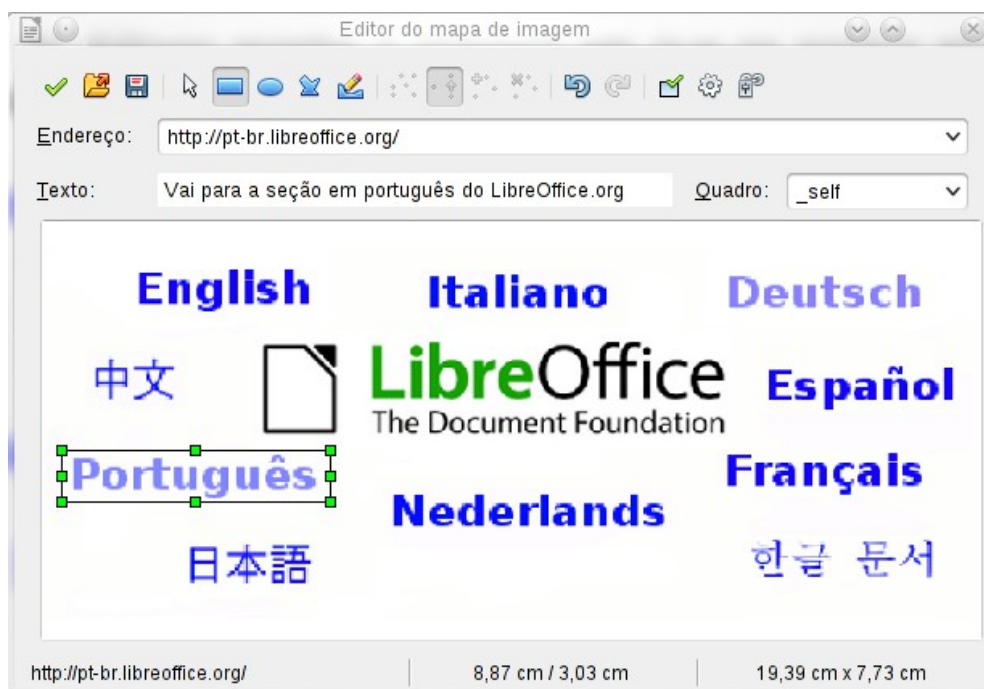 Editor do mapa de imagem
Endereço: http://pt-br.libreoffice.org/
Texto: Vai para a seção em português do LibreOffice.org Quadro: _self
English Italiano Deutsch
中文 LibreOffice Español
The Document Foundation
Português Français
Nederlands
日本語 한글 문서
http://pt-br.libreoffice.org/ 8,87 cm / 3,03 cm 19,39 cm x 7,73 cm